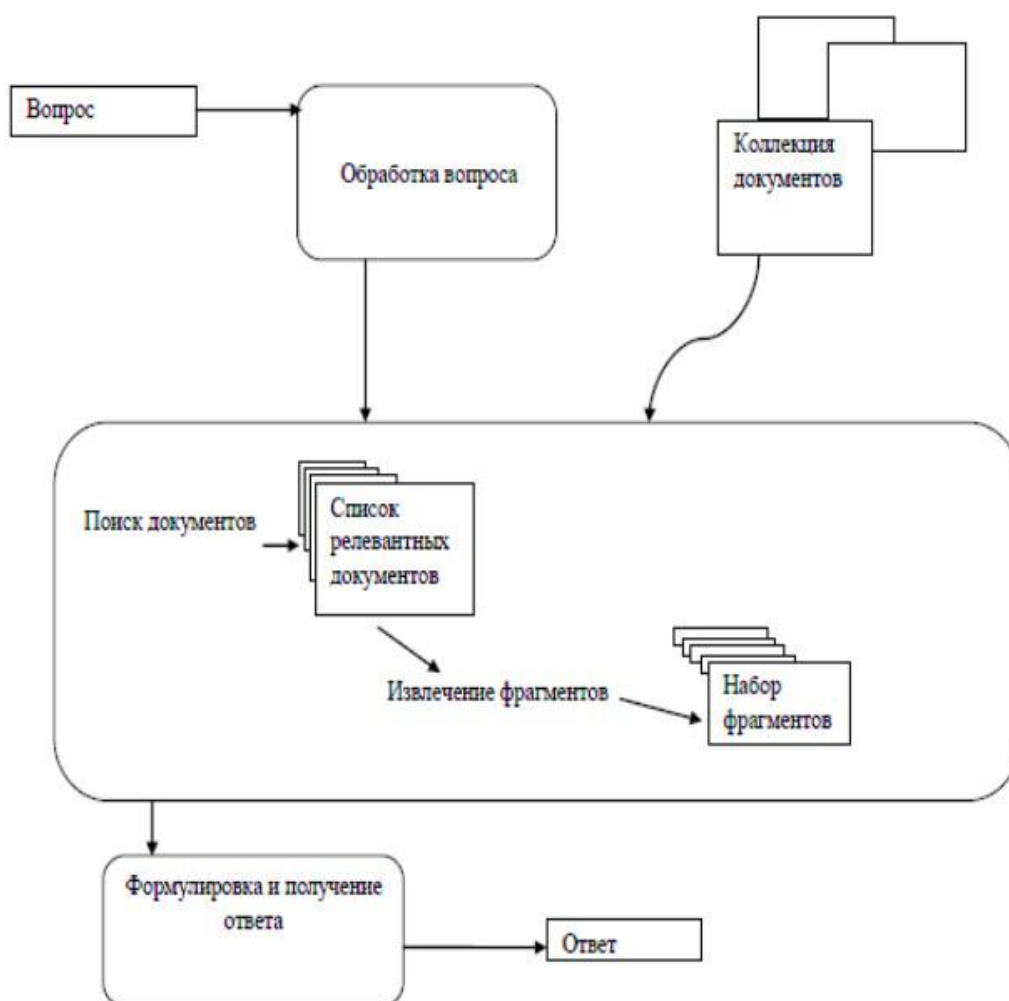 Вопрос
Обработка вопроса
Коллекция
документов
Поиск документов
Список
релевантных
документов
Извлечение фрагментов
Набор
фрагментов
Формулировка и получение
ответа
Ответ